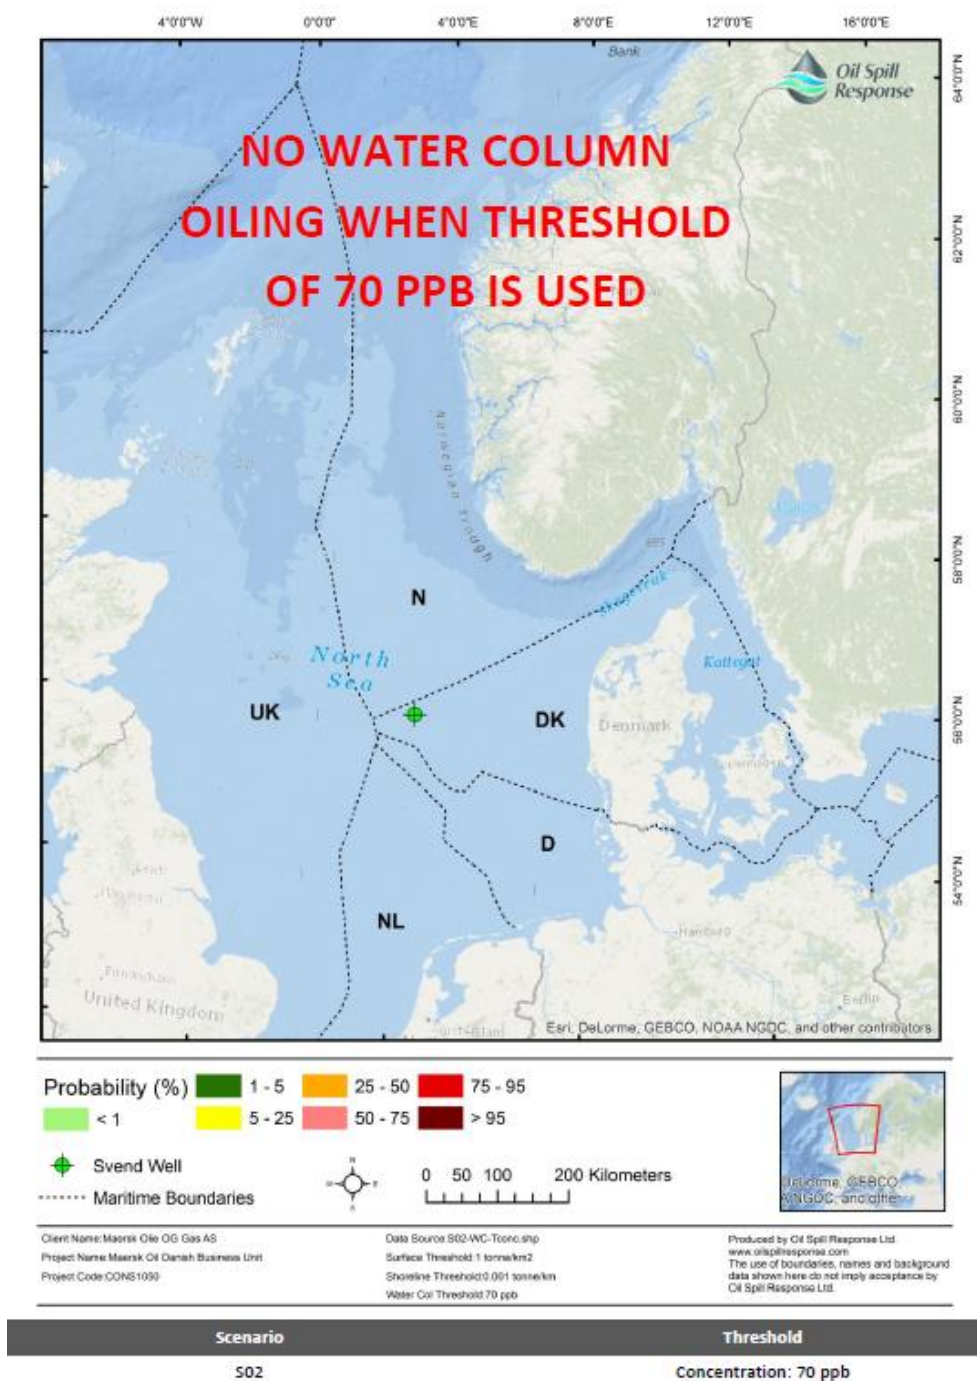 4°0'0"W 0°0'0" 4°0'0"E 8°0'0"E 12°0'0"E 16°0'0"E
Bank
Oil Spill
Response
64°0'0"N
NO WATER COLUMN
OILING WHEN THRESHOLD
OF 70 PPB IS USED
62°0'0"N
60°0'0"N
Norwegian Trough
58°0'0"N
N
Skagerrak
North
Sea
Kattegat
UK
DK
Denmark
56°0'0"N
D
54°0'0"N
NL
Hamburg
United Kingdom
Berlin
Esri, DeLorme, GEBCO, NOAA NGDC, and other contributors
Probability (%)
1 - 5
25 - 50
75 - 95
< 1
5 - 25
50 - 75
> 95
Svend Well
Maritime Boundaries
N
0 50 100 200 Kilometers
DeLorme, GEBCO,
A NGDC, and other
Client Name:Maersk Olie OG Gas AS
Project Name:Maersk Oil Danish Business Unit
Project Code:CONS1050
Data Source:S02-WC-Tconc.shp
Surface Threshold:1 tonne/km2
Shoreline Threshold:0.001 tonne/km
Water Col Threshold:70 ppb
Produced by Oil Spill Response Ltd.
www.oilspillresponse.com
The use of boundaries, names and background
data shown here do not imply acceptance by
Oil Spill Response Ltd.
Scenario Threshold
S02 Concentration: 70 ppb